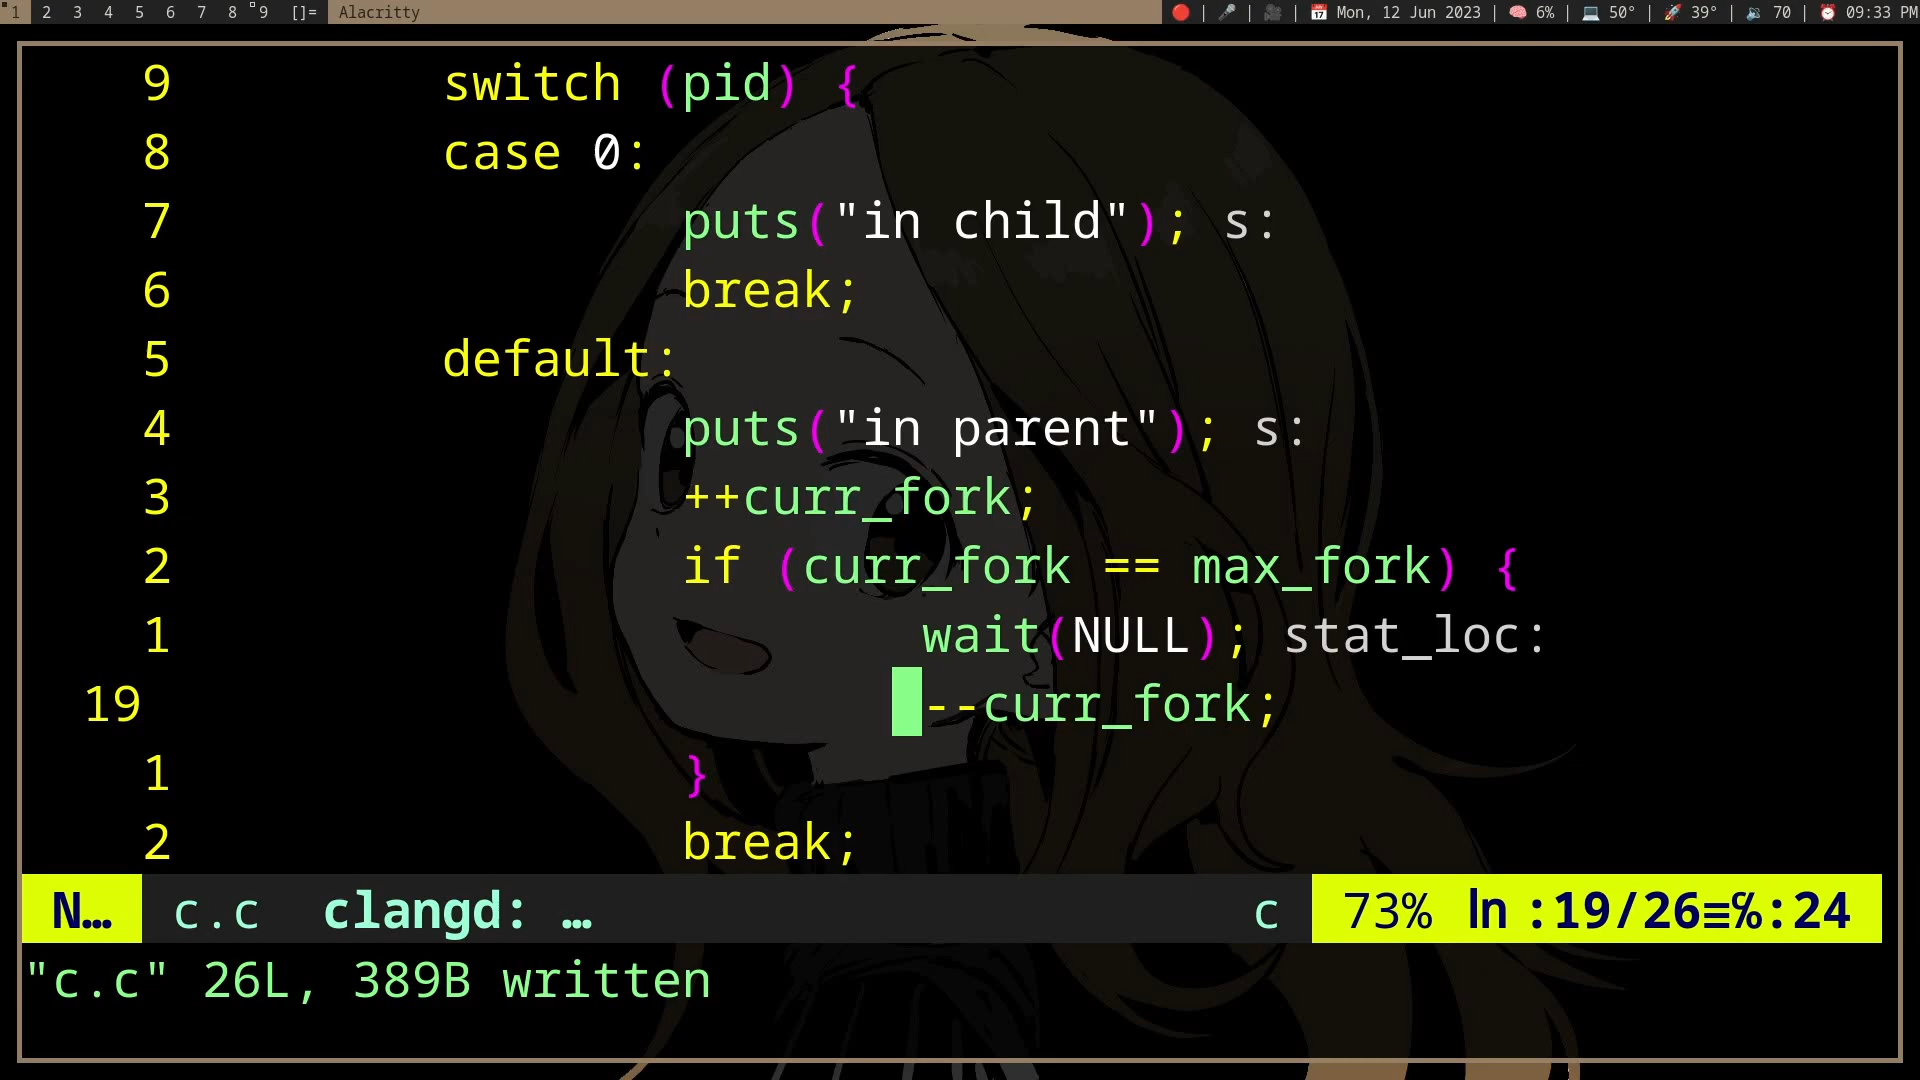 1 2 3 4 5 6 7 8 9 []= Alacritty | | | Mon, 12 Jun 2023 | 6% | 50° | 39° | 70 | 09:33 PM
9 switch (pid) {
8 case 0:
7 puts("in child"); s:
6 break;
5 default:
4 puts("in parent"); s:
3 ++curr_fork;
2 if (curr_fork == max_fork) {
1 wait(NULL); stat_loc:
19 --curr_fork;
1 }
2 break;
N… c.c clangd: … c 73% ㏑:19/26≡℅:24
"c.c" 26L, 389B written